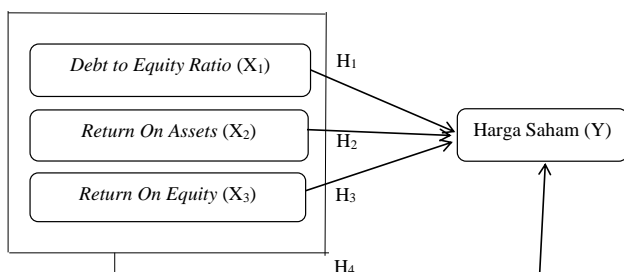 Debt to Equity Ratio (X₁)
H₁
Return On Assets (X₂)
H₂
Harga Saham (Y)
Return On Equity (X₃)
H₃
H₄